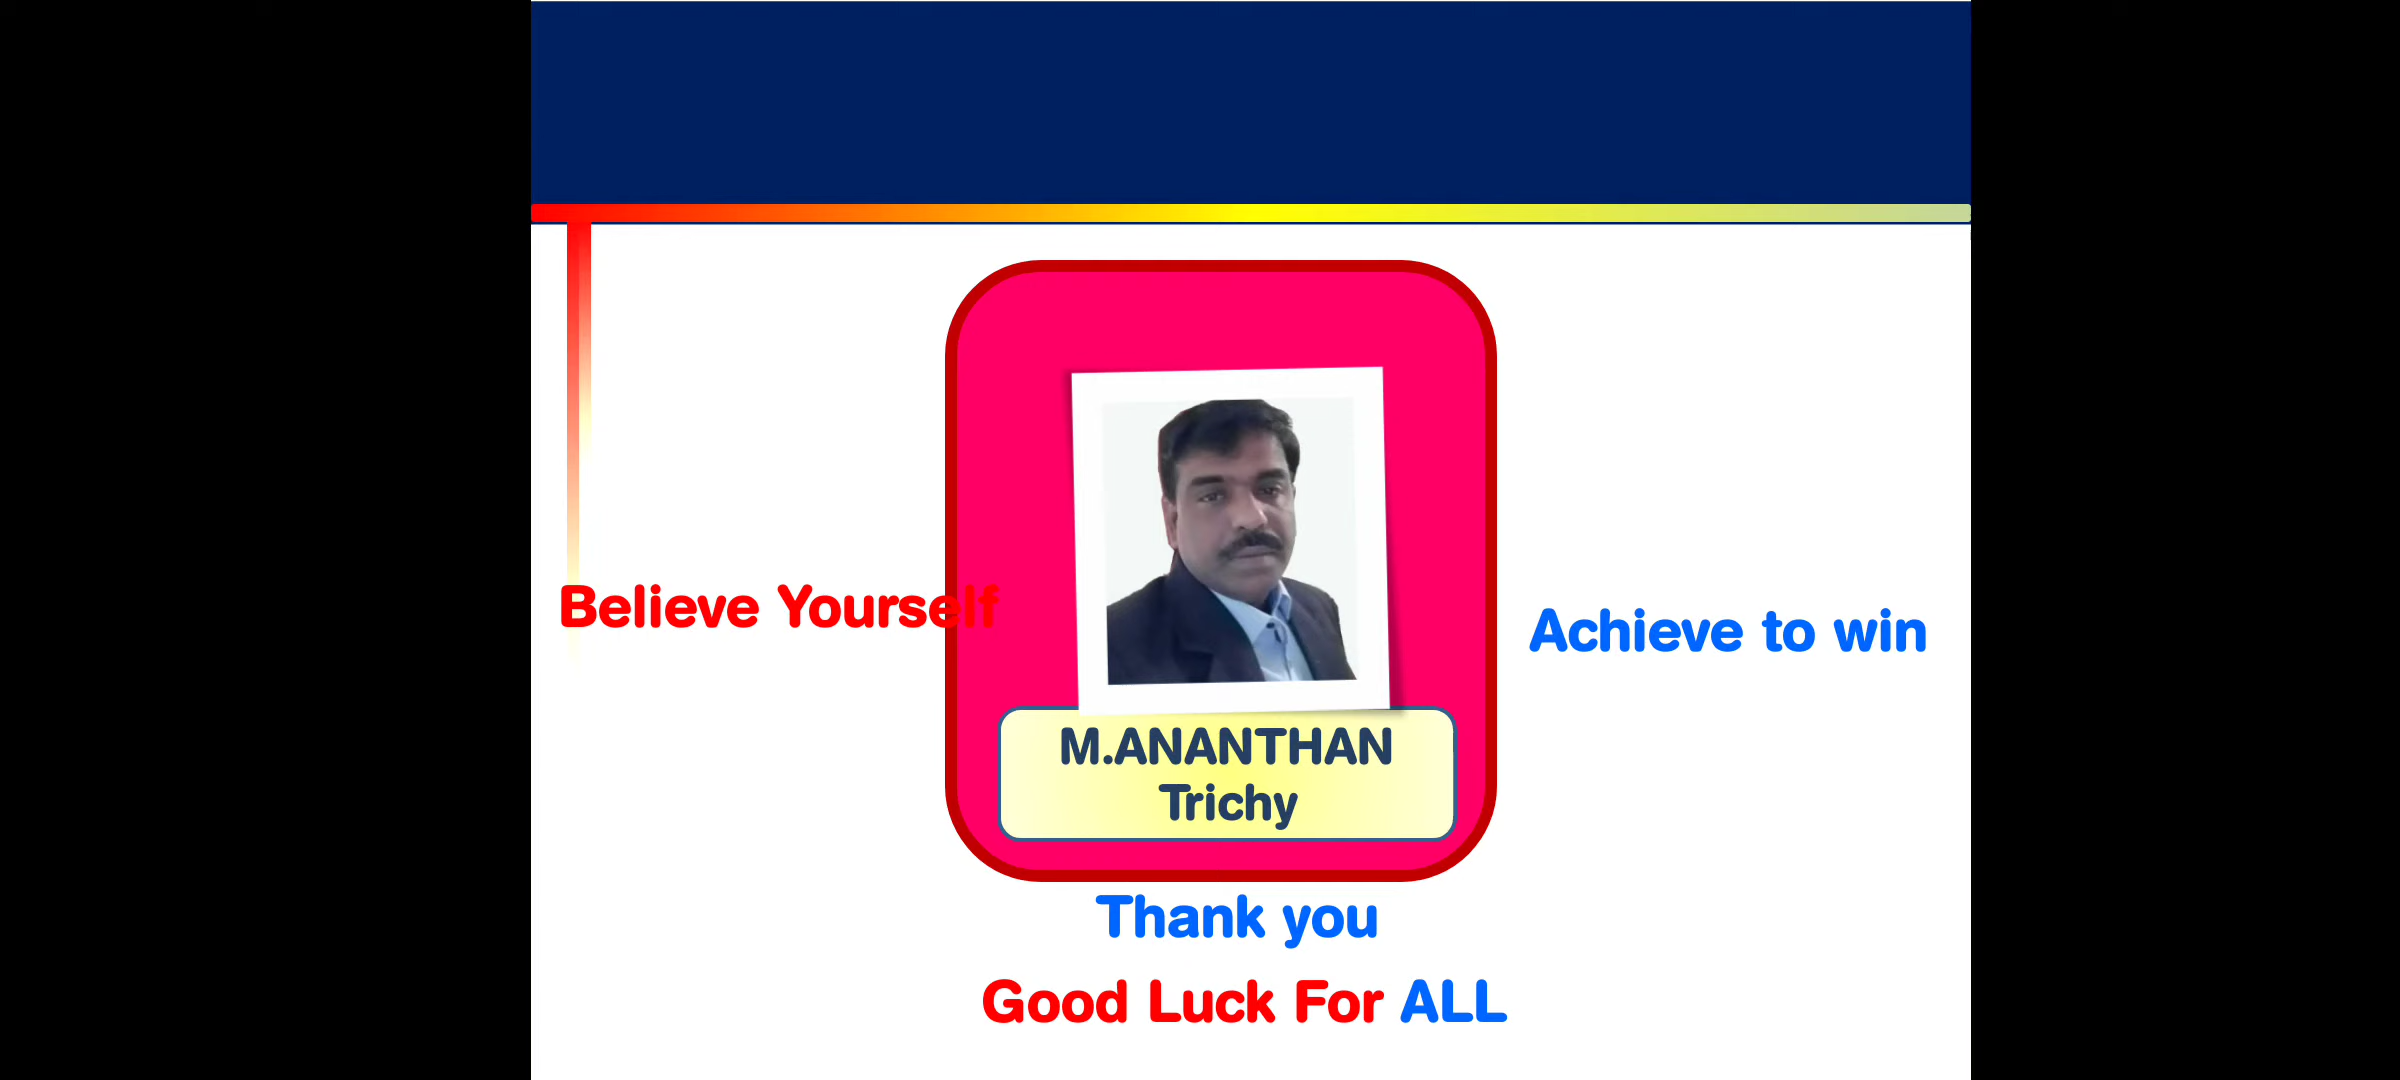 Believe Yourself
Achieve to win
M.ANANTHAN
Trichy
Thank you
Good Luck For ALL